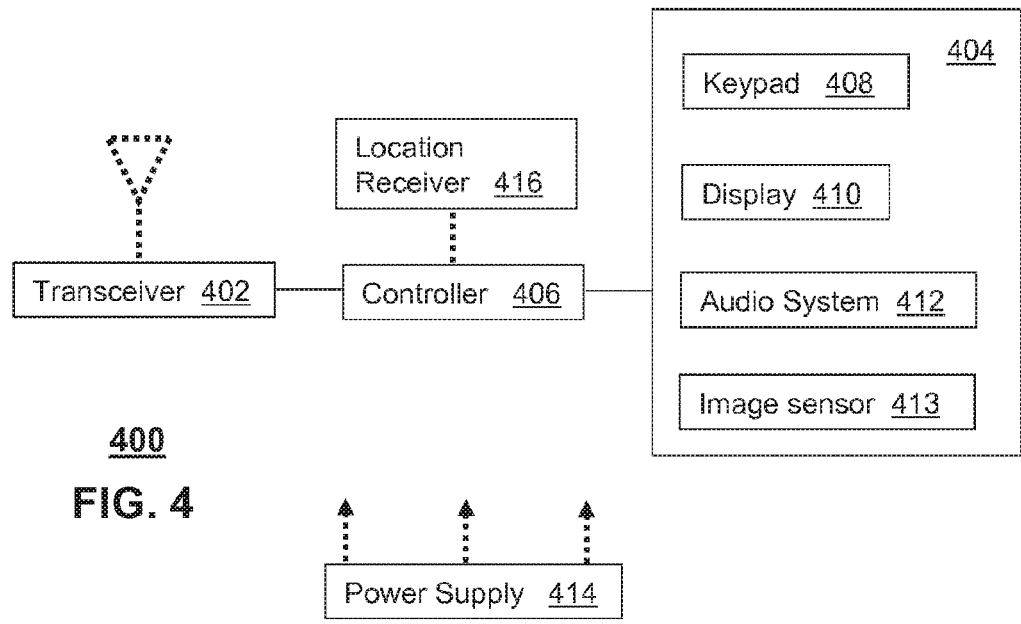 404
Keypad 408
Location
Receiver 416
Display 410
Transceiver 402
Controller 406
Audio System 412
Image sensor 413
400
FIG. 4
Power Supply 414